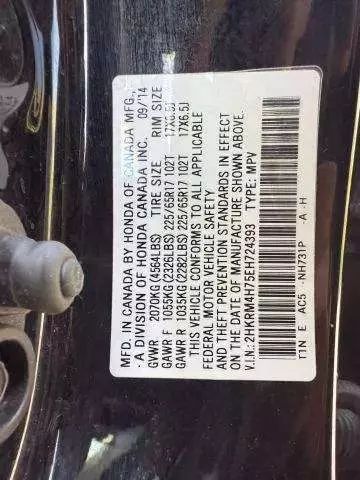 MFD. IN CANADA BY HONDA OF CANADA MFG.,
- A DIVISION OF HONDA CANADA INC. 09/14
GVWR 2070KG(4564LBS) TIRE SIZE RIM SIZE
GAWR F 1055KG(2326LBS) 225/65R17 102T 17X6.5J
GAWR R 1035KG(2282LBS) 225/65R17 102T 17X6.5J
THIS VEHICLE CONFORMS TO ALL APPLICABLE
FEDERAL MOTOR VEHICLE SAFETY
AND THEFT PREVENTION STANDARDS IN EFFECT
ON THE DATE OF MANUFACTURE SHOWN ABOVE.
V.I.N.: 2HKRM4H75EH724393 TYPE: MPV
T1N E AC5 NH731P A H